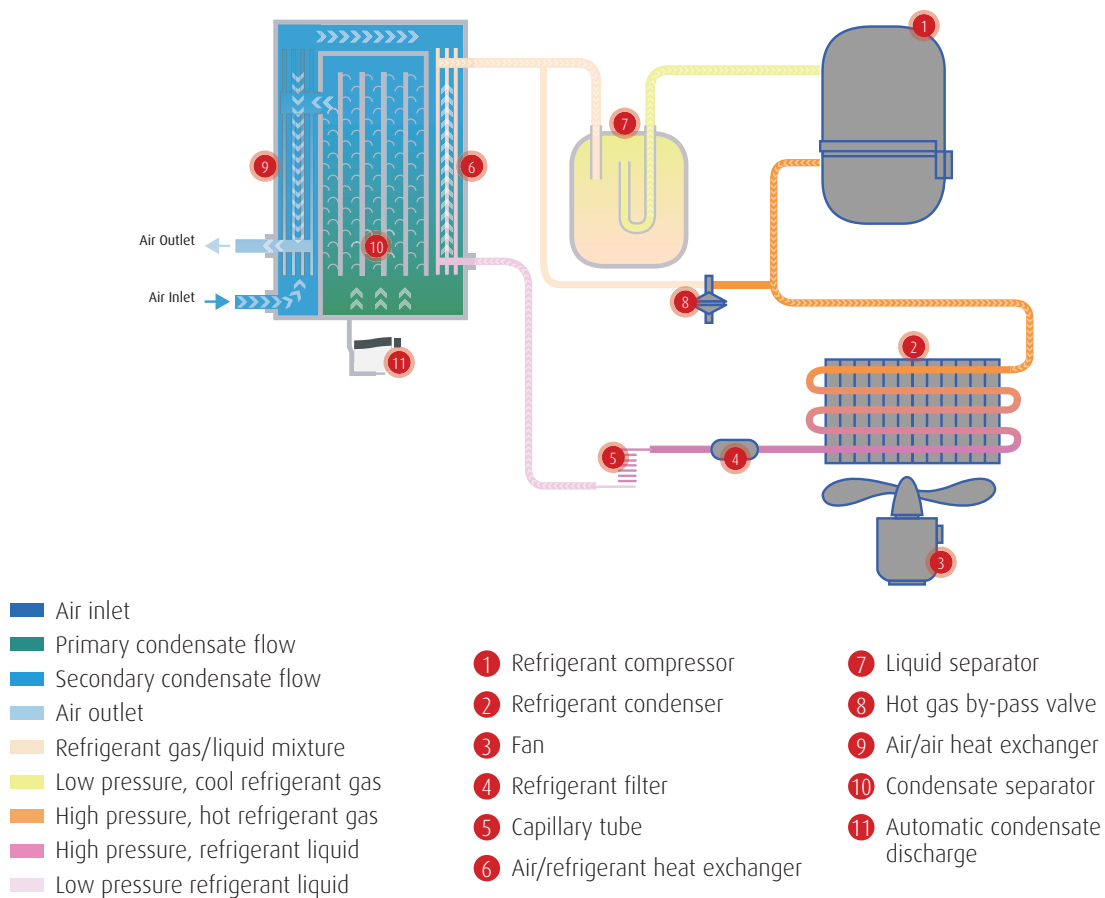 1
7
9
6
Air Outlet
10
Air Inlet
8
11
2
5
4
3
Air inlet
Primary condensate flow
Secondary condensate flow
Air outlet
Refrigerant gas/liquid mixture
Low pressure, cool refrigerant gas
High pressure, hot refrigerant gas
High pressure, refrigerant liquid
Low pressure refrigerant liquid
1 Refrigerant compressor
2 Refrigerant condenser
3 Fan
4 Refrigerant filter
5 Capillary tube
6 Air/refrigerant heat exchanger
7 Liquid separator
8 Hot gas by-pass valve
9 Air/air heat exchanger
10 Condensate separator
11 Automatic condensate
discharge